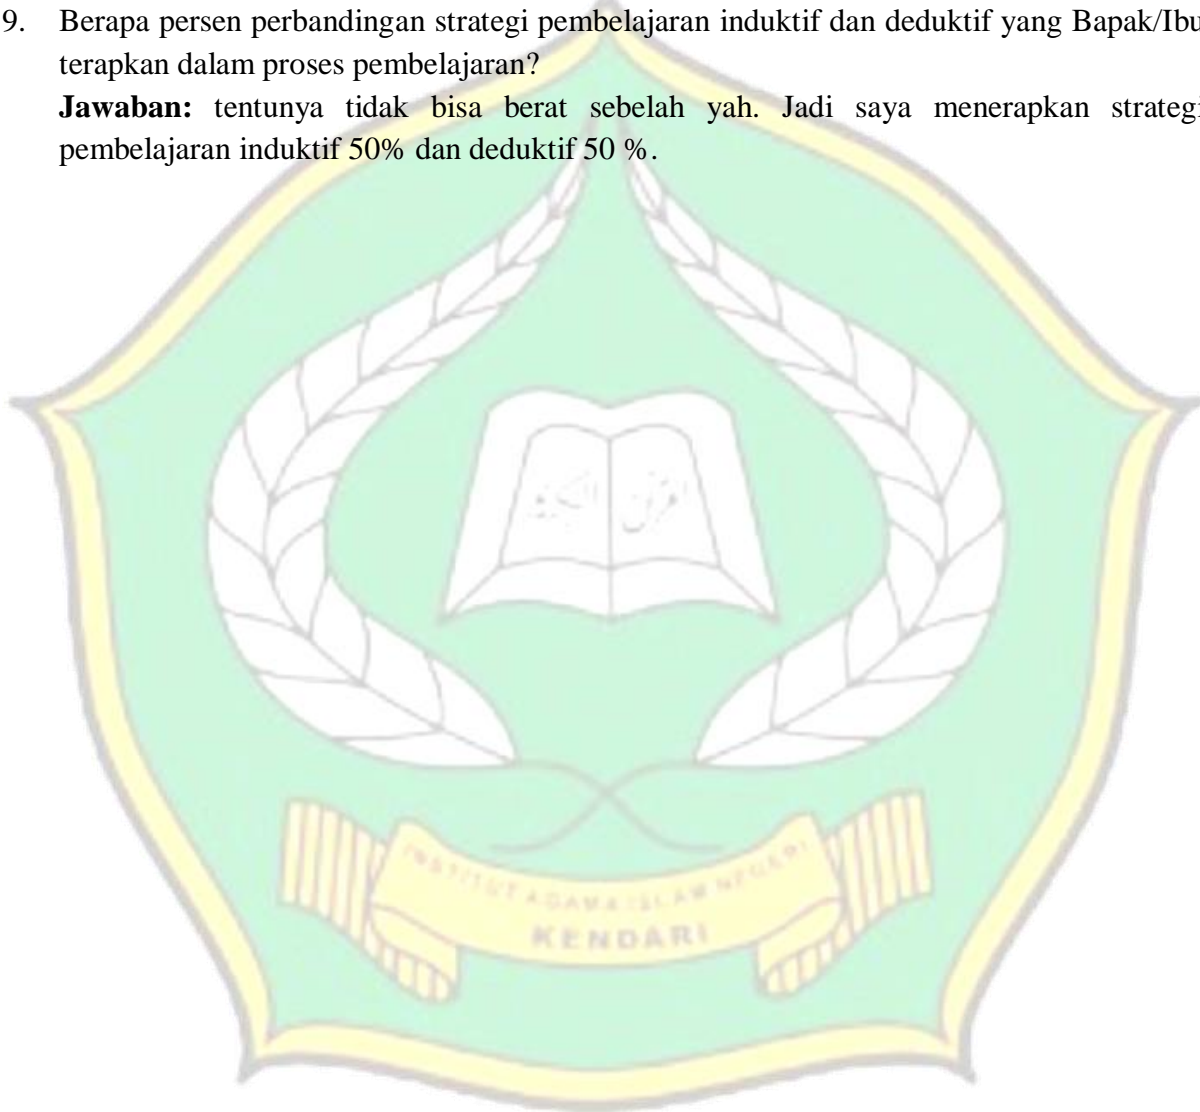 9. Berapa persen perbandingan strategi pembelajaran induktif dan deduktif yang Bapak/Ibu
terapkan dalam proses pembelajaran?
Jawaban: tentunya tidak bisa berat sebelah yah. Jadi saya menerapkan strategi
pembelajaran induktif 50% dan deduktif 50 %.
INSTITUT AGAMA ISLAM NEGERI
KENDARI